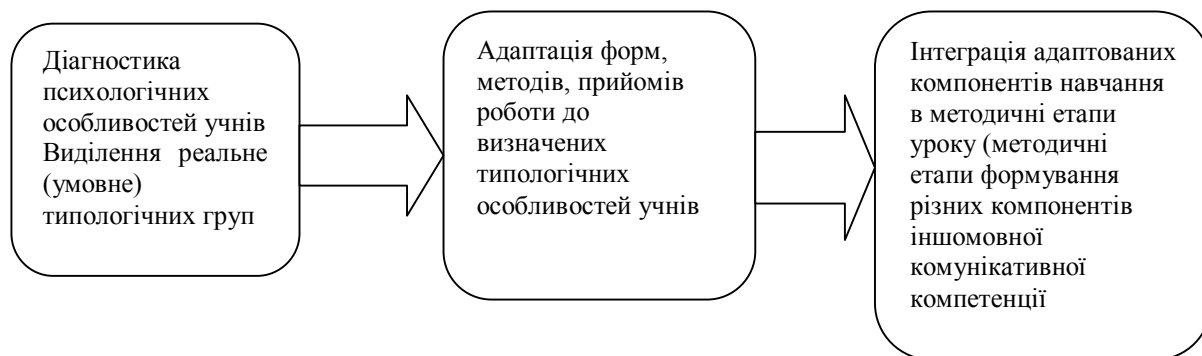 Діагностика
психологічних
особливостей учнів
Виділення реальне
(умовне)
типологічних груп
Адаптація форм,
методів, прийомів
роботи до
визначених
типологічних
особливостей учнів
Інтеграція адаптованих
компонентів навчання
в методичні етапи
уроку (методичні
етапи формування
різних компонентів
іншомовної
комунікативної
компетенції